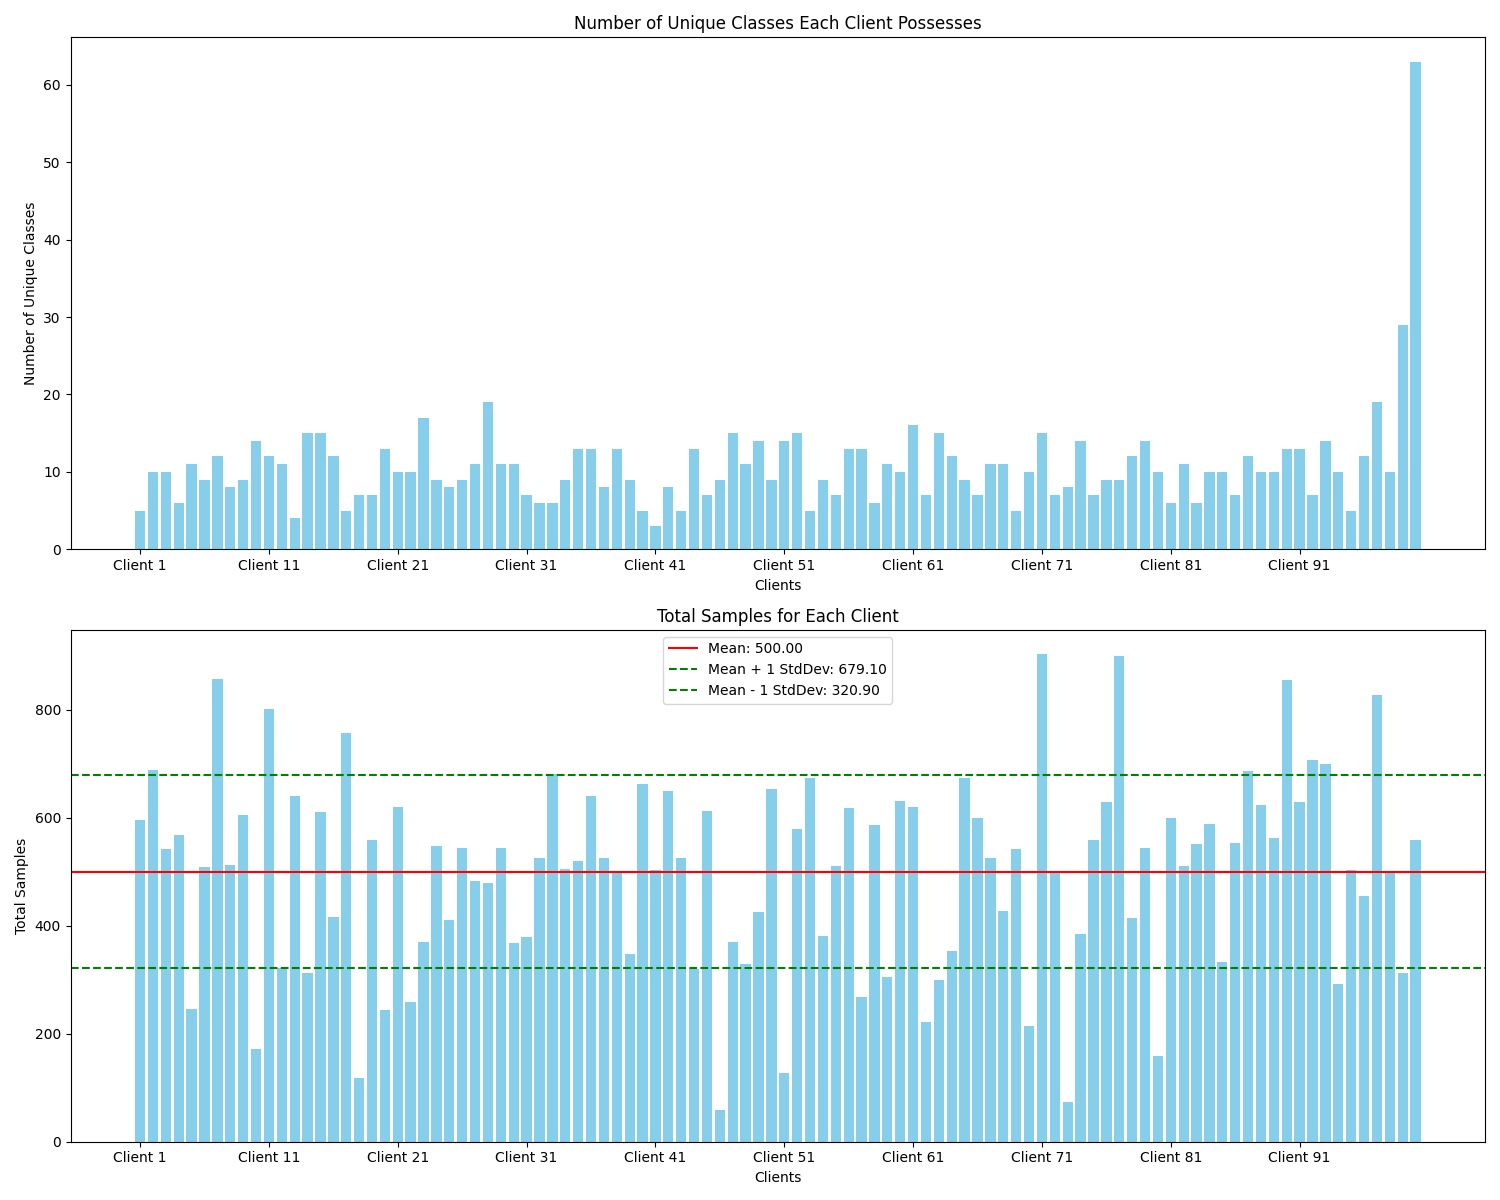 Number of Unique Classes Each Client Possesses
Number of Unique Classes
60
50
40
30
20
10
0
Client 1 Client 11 Client 21 Client 31 Client 41 Client 51 Client 61 Client 71 Client 81 Client 91
Clients
Total Samples for Each Client
Mean: 500.00
Mean + 1 StdDev: 679.10
Mean - 1 StdDev: 320.90
Total Samples
800
600
400
200
0
Client 1 Client 11 Client 21 Client 31 Client 41 Client 51 Client 61 Client 71 Client 81 Client 91
Clients